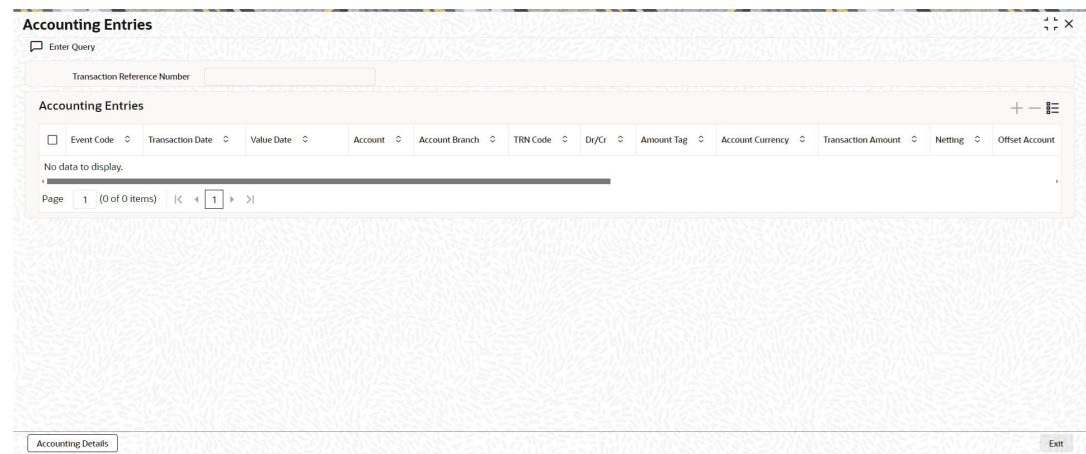 Accounting Entries
Enter Query
Transaction Reference Number
Accounting Entries
Event Code Transaction Date Value Date Account Account Branch TRN Code Dr/Cr Amount Tag Account Currency Transaction Amount Netting Offset Account
No data to display.
Page 1 (0 of 0 items) 1
Accounting Details Exit